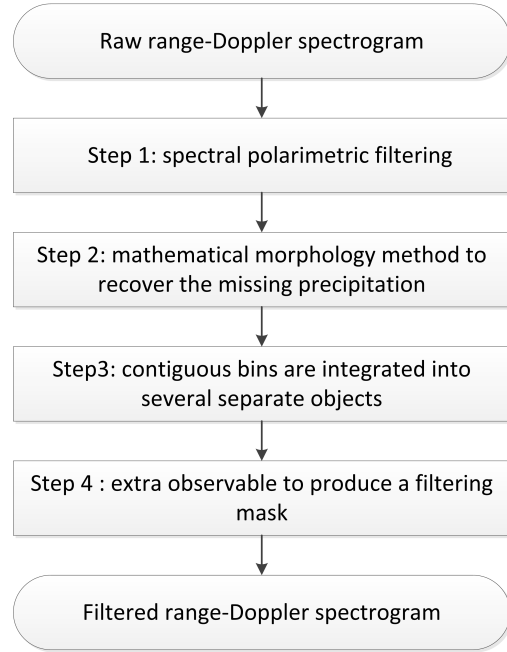 Raw range-Doppler spectrogram
Step 1: spectral polarimetric filtering
Step 2: mathematical morphology method to
recover the missing precipitation
Step3: contiguous bins are integrated into
several separate objects
Step 4 : extra observable to produce a filtering
mask
Filtered range-Doppler spectrogram